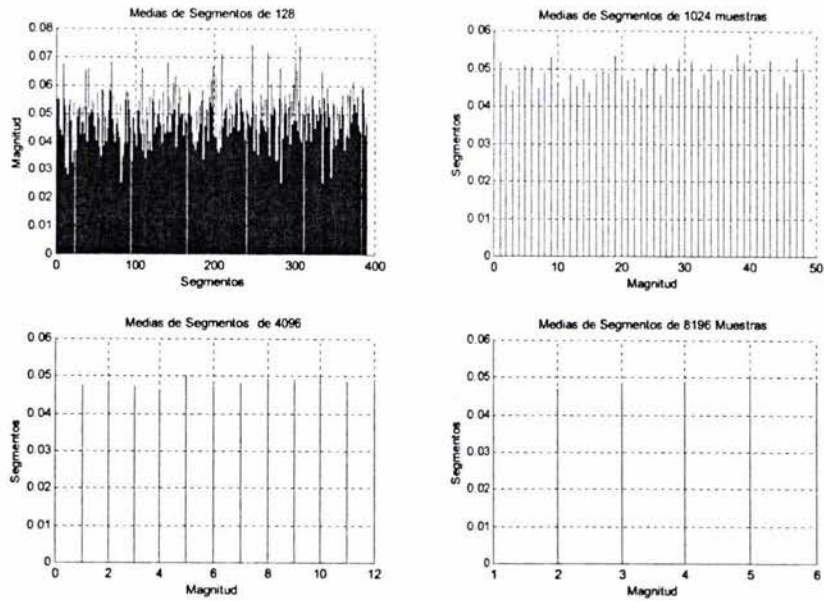 Medias de Segmentos de 128
0.08
0.07
0.06
0.05
0.04
0.03
0.02
0.01
0
Magnitud
0 100 200 300 400
Segmentos
Medias de Segmentos de 1024 muestras
0.06
0.05
0.04
0.03
0.02
0.01
0
Segmentos
0 10 20 30 40 50
Magnitud
Medias de Segmentos de 4096
0.06
0.05
0.04
0.03
0.02
0.01
0
Segmentos
0 2 4 6 8 10 12
Magnitud
Medias de Segmentos de 8196 Muestras
0.06
0.05
0.04
0.03
0.02
0.01
0
Segmentos
1 2 3 4 5 6
Magnitud